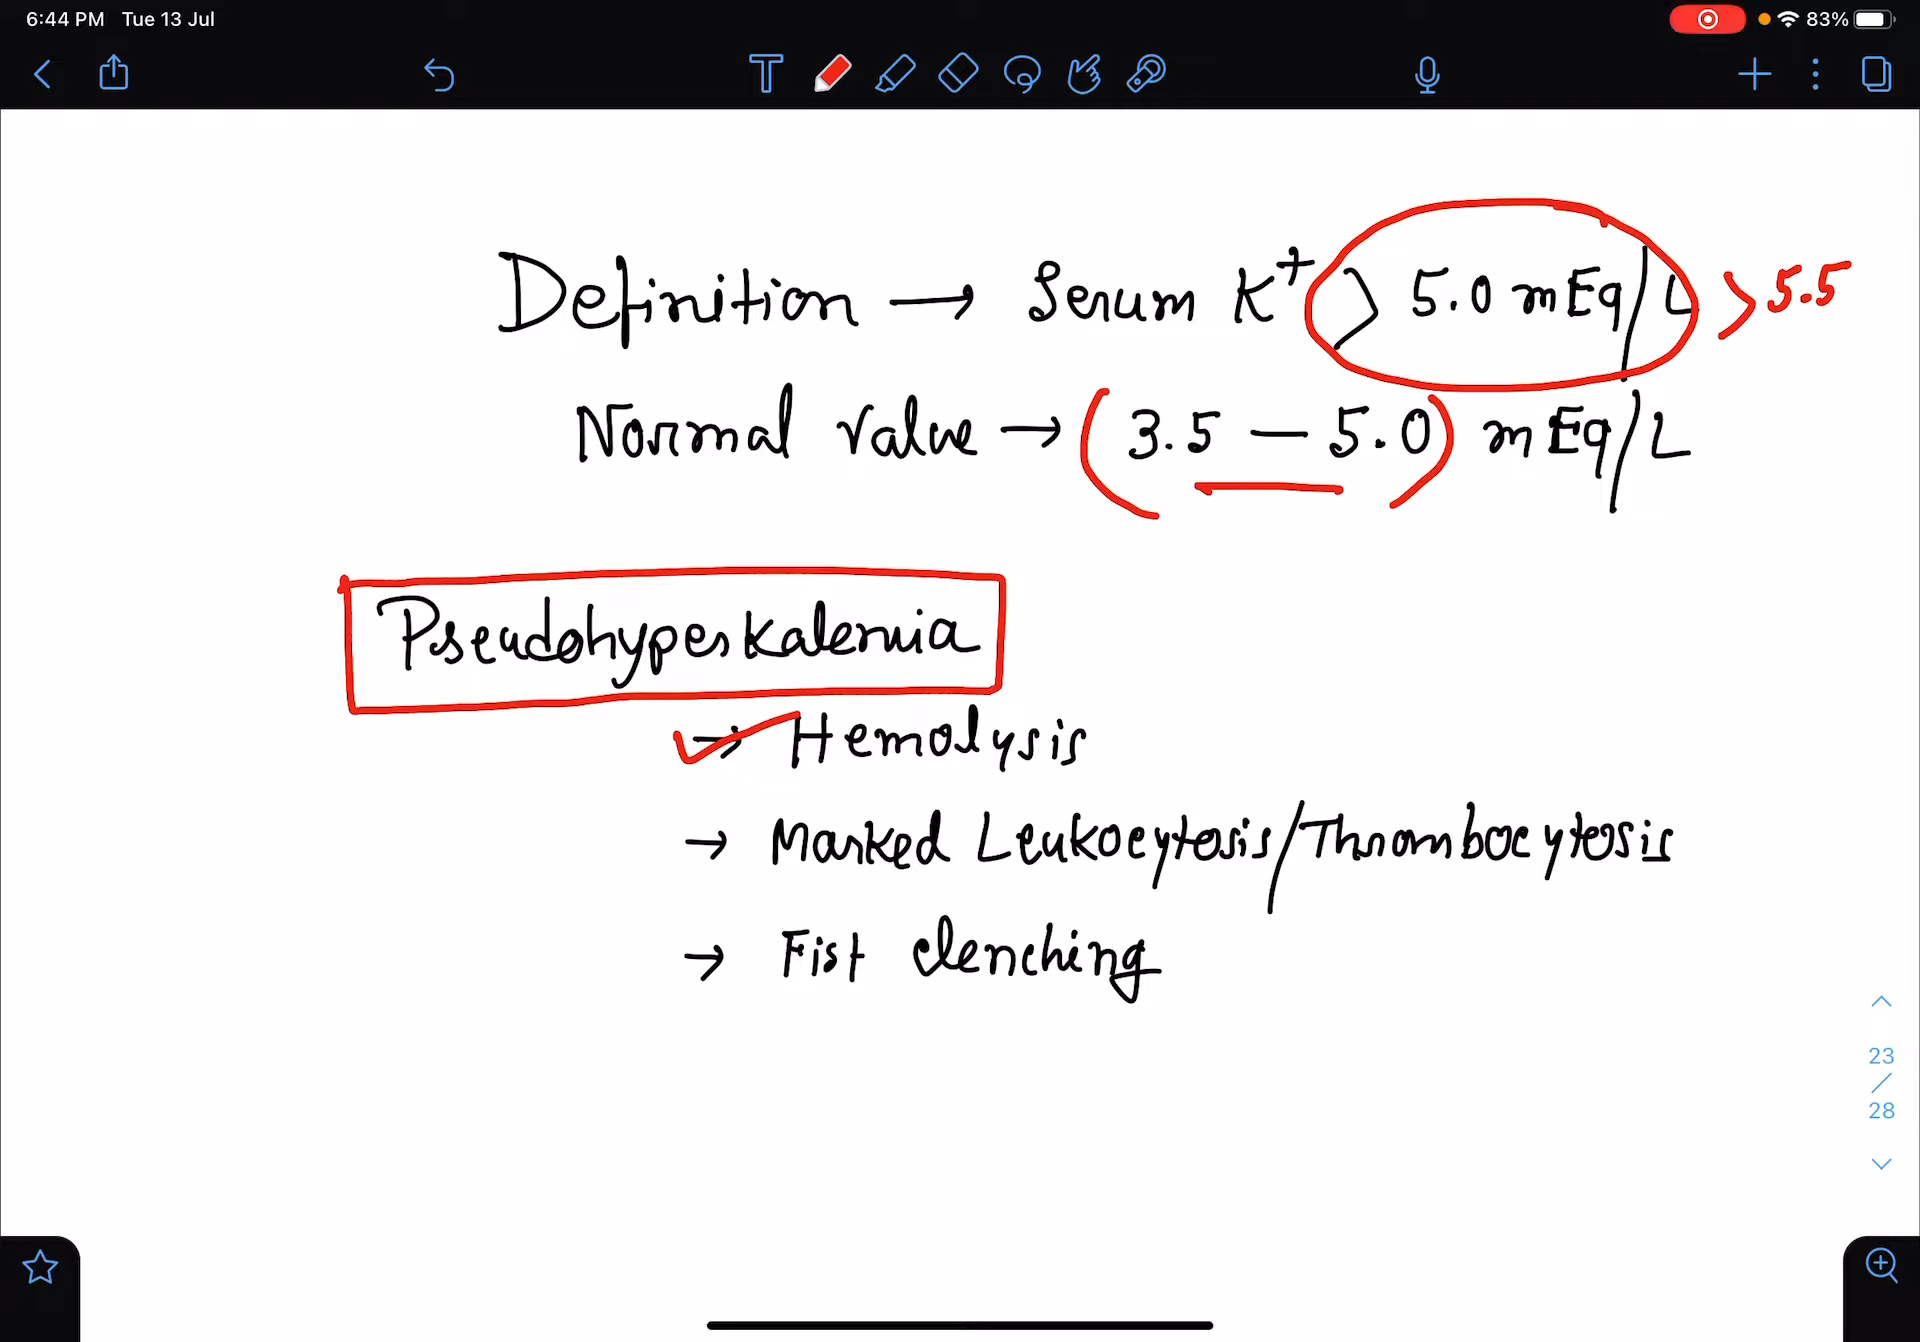 6:44 PM Tue 13 Jul 83%
Definition → Serum K+ > 5.0 mEq/L > 5.5
Normal value → (3.5 – 5.0) mEq/L
Pseudohyperkalemia
→ Hemolysis
→ Marked Leukocytosis/Thrombocytosis
→ Fist clenching
23
/
28